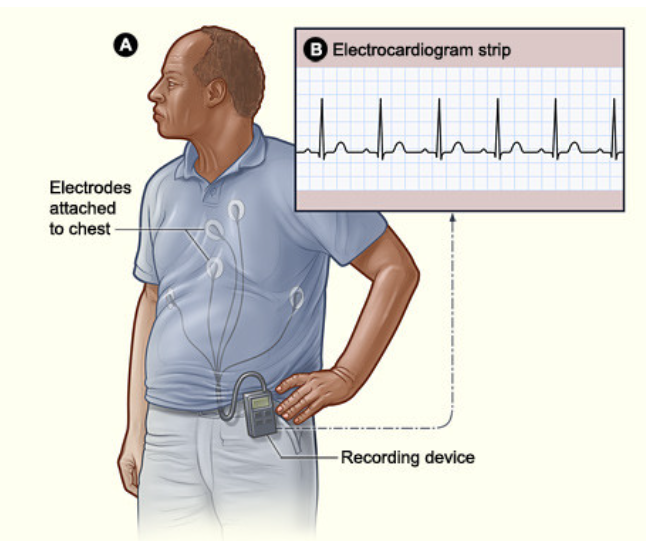 A
B Electrocardiogram strip
Electrodes
attached
to chest
Recording device